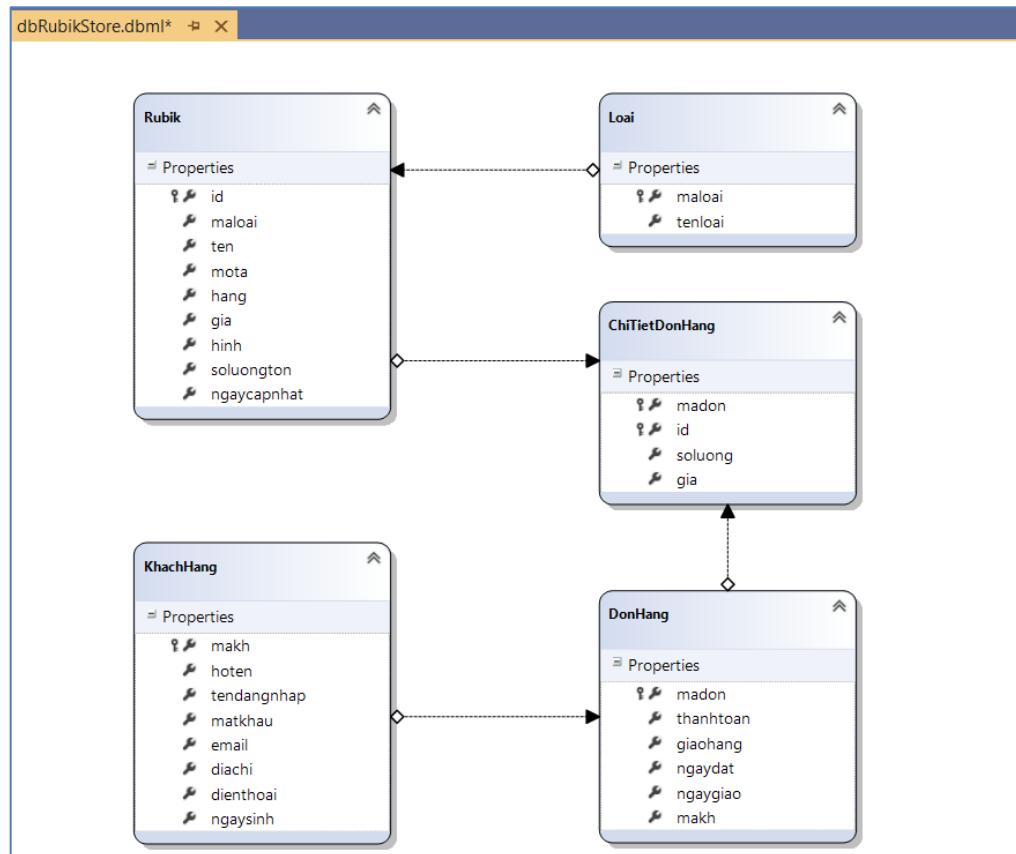 dbRubikStore.dbml*
Rubik
Properties
id
maloai
ten
mota
hang
gia
hinh
soluongton
ngaycapnhat
Loai
Properties
maloai
tenloai
ChiTietDonHang
Properties
madon
id
soluong
gia
KhachHang
Properties
makh
hoten
tendangnhap
matkhau
email
diachi
dienthoai
ngaysinh
DonHang
Properties
madon
thanhtoan
giaohang
ngaydat
ngaygiao
makh